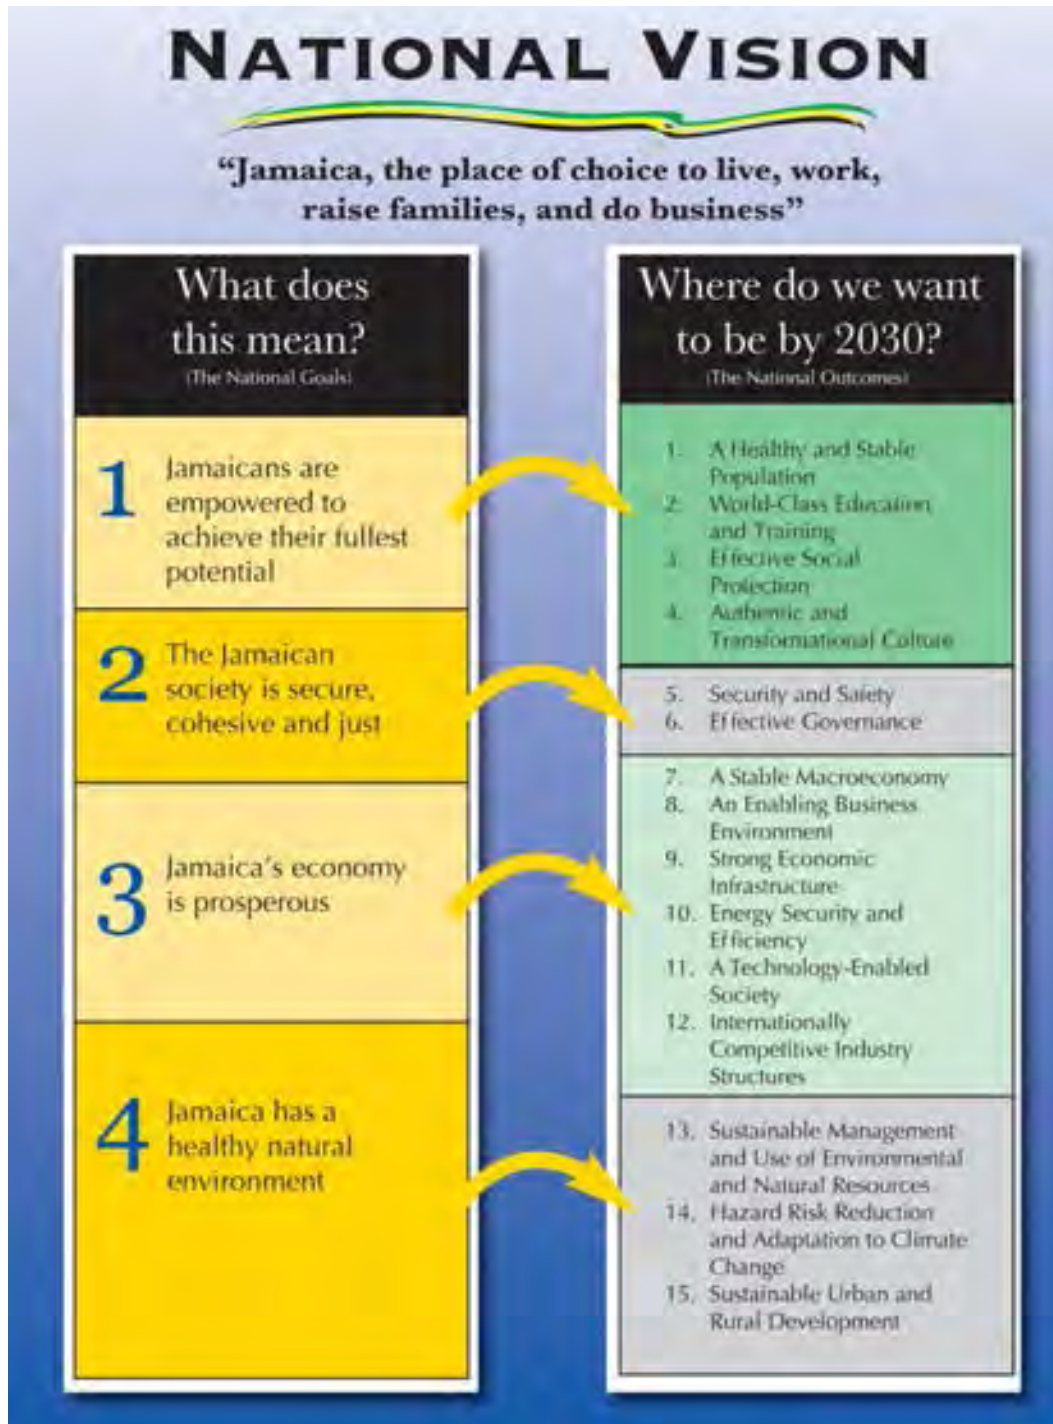 NATIONAL VISION
“Jamaica, the place of choice to live, work,
raise families, and do business”
What does
this mean?
(The National Goals)
1
Jamaicans are
empowered to
achieve their fullest
potential
2
The Jamaican
society is secure,
cohesive and just
3
Jamaica's economy
is prosperous
4
Jamaica has a
healthy natural
environment
Where do we want
to be by 2030?
(The National Outcomes)
1. A Healthy and Stable
Population
2. World-Class Education
and Training
3. Effective Social
Protection
4. Authentic and
Transformational Culture
5. Security and Safety
6. Effective Governance
7. A Stable Macroeconomy
8. An Enabling Business
Environment
9. Strong Economic
Infrastructure
10. Energy Security and
Efficiency
11. A Technology-Enabled
Society
12. Internationally
Competitive Industry
Structures
13. Sustainable Management
and Use of Environmental
and Natural Resources
14. Hazard Risk Reduction
and Adaptation to Climate
Change
15. Sustainable Urban and
Rural Development